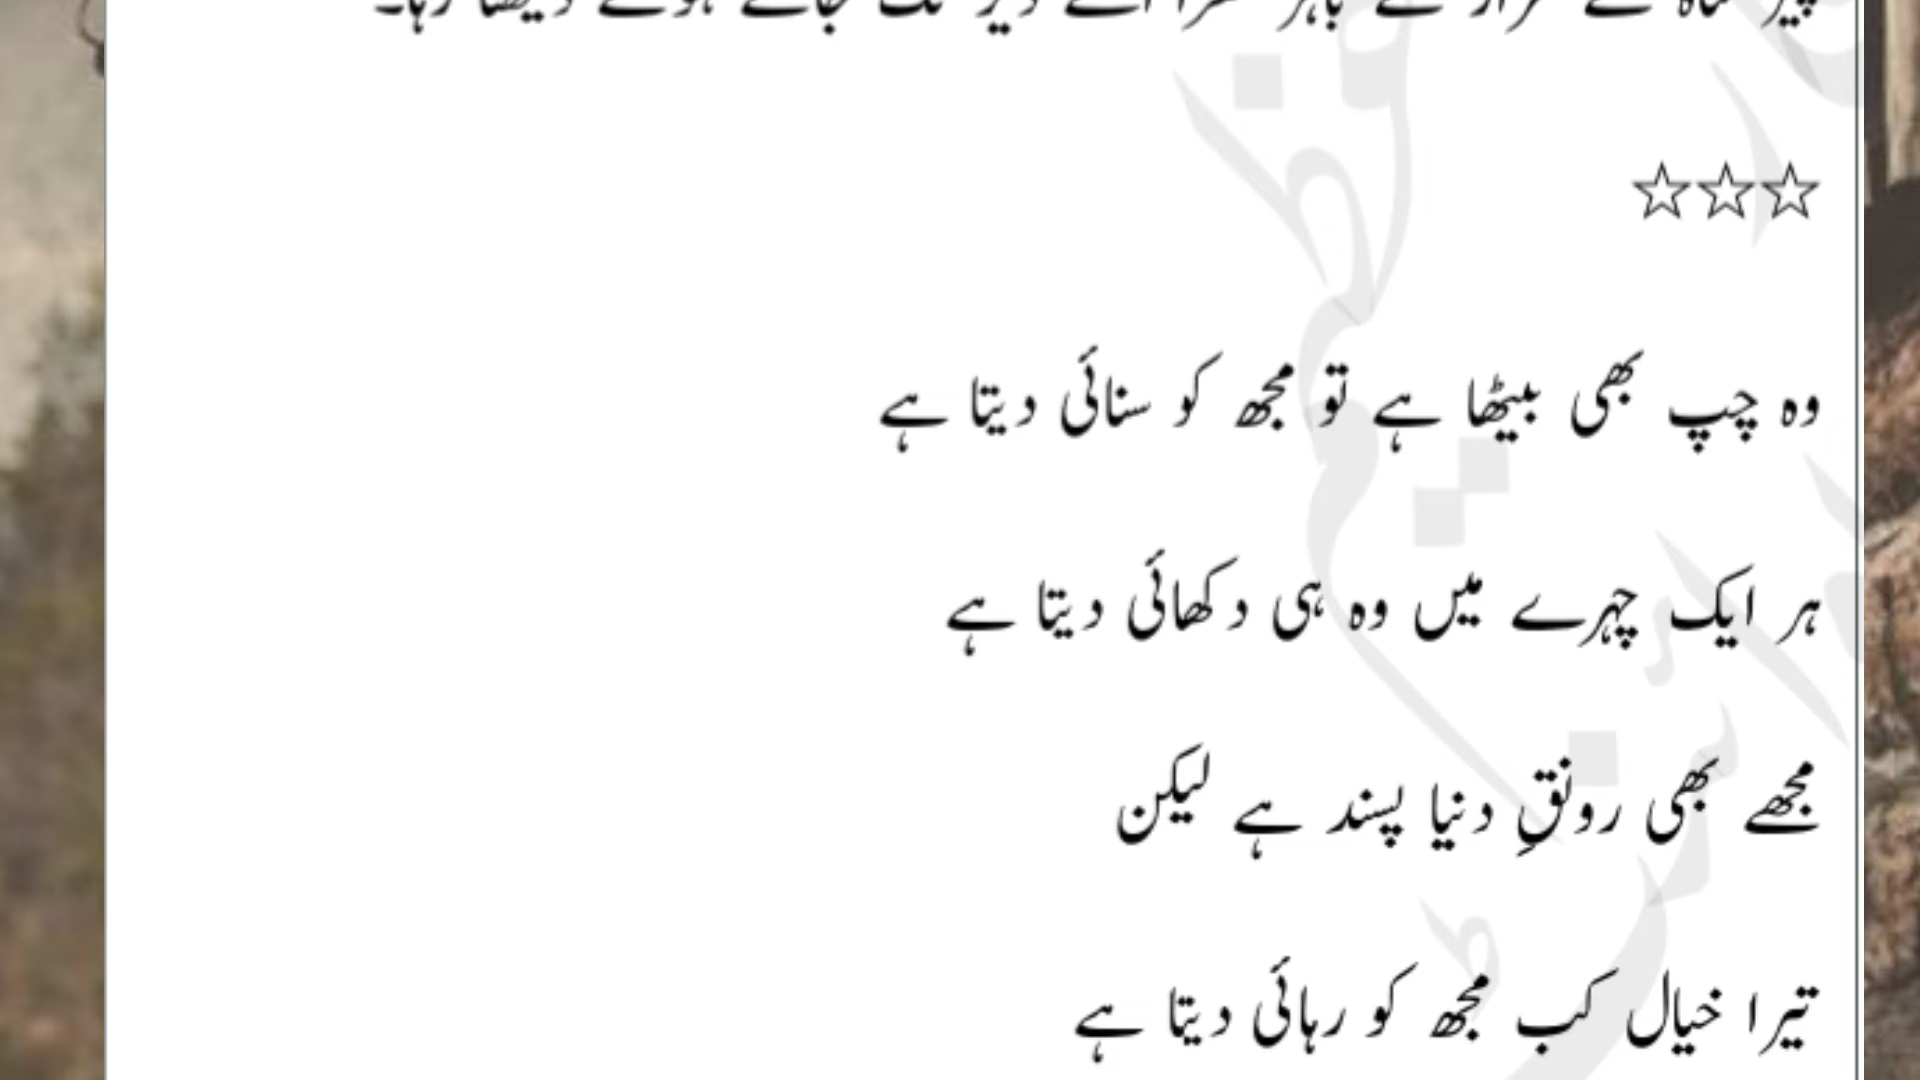 ☆☆☆
وہ چپ بھی بیٹھا ہے تو مجھ کو سنائی دیتا ہے
ہر ایک چہرے میں وہ ہی دکھائی دیتا ہے
مجھے بھی رونقِ دنیا پسند ہے لیکن
تیرا خیال کب مجھ کو رہائی دیتا ہے